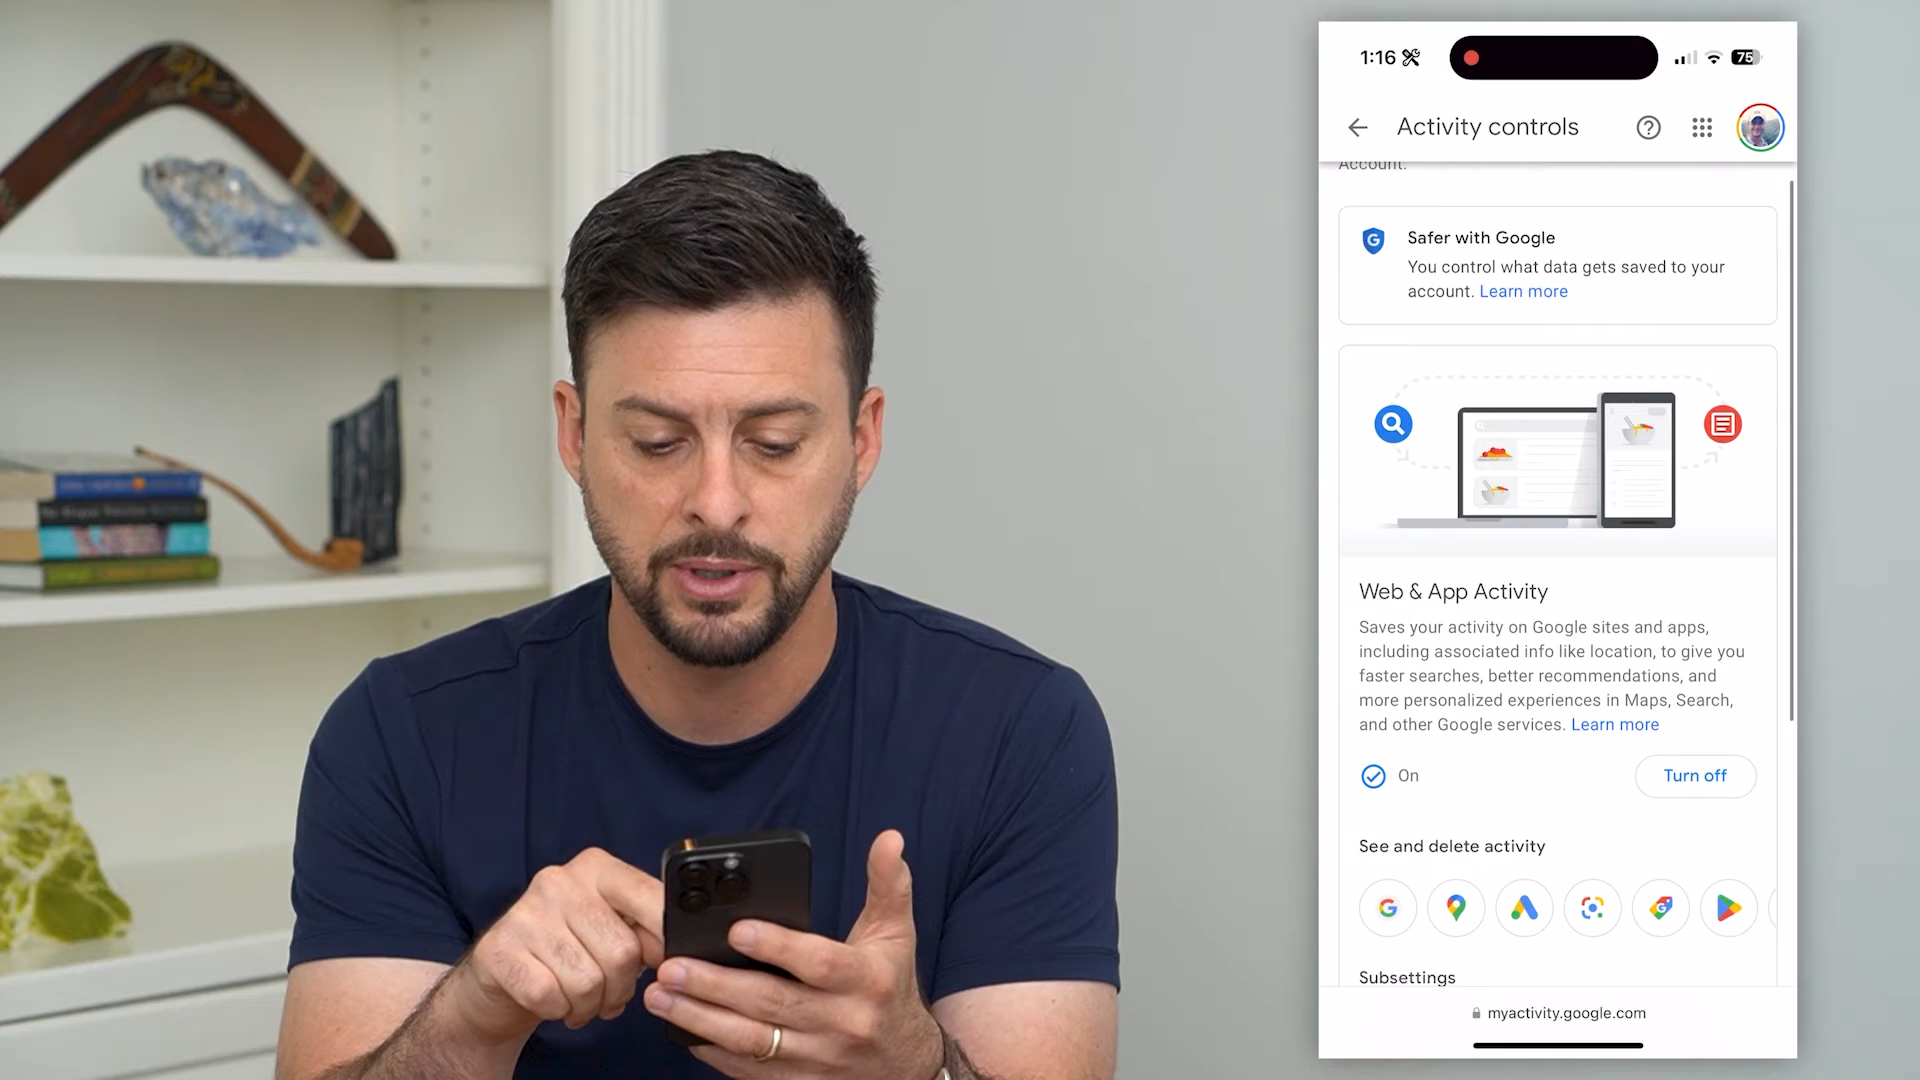 1:16
75
Activity controls
Account.
Safer with Google
You control what data gets saved to your
account. Learn more
Web & App Activity
Saves your activity on Google sites and apps,
including associated info like location, to give you
faster searches, better recommendations, and
more personalized experiences in Maps, Search,
and other Google services. Learn more
On
Turn off
See and delete activity
Subsettings
myactivity.google.com